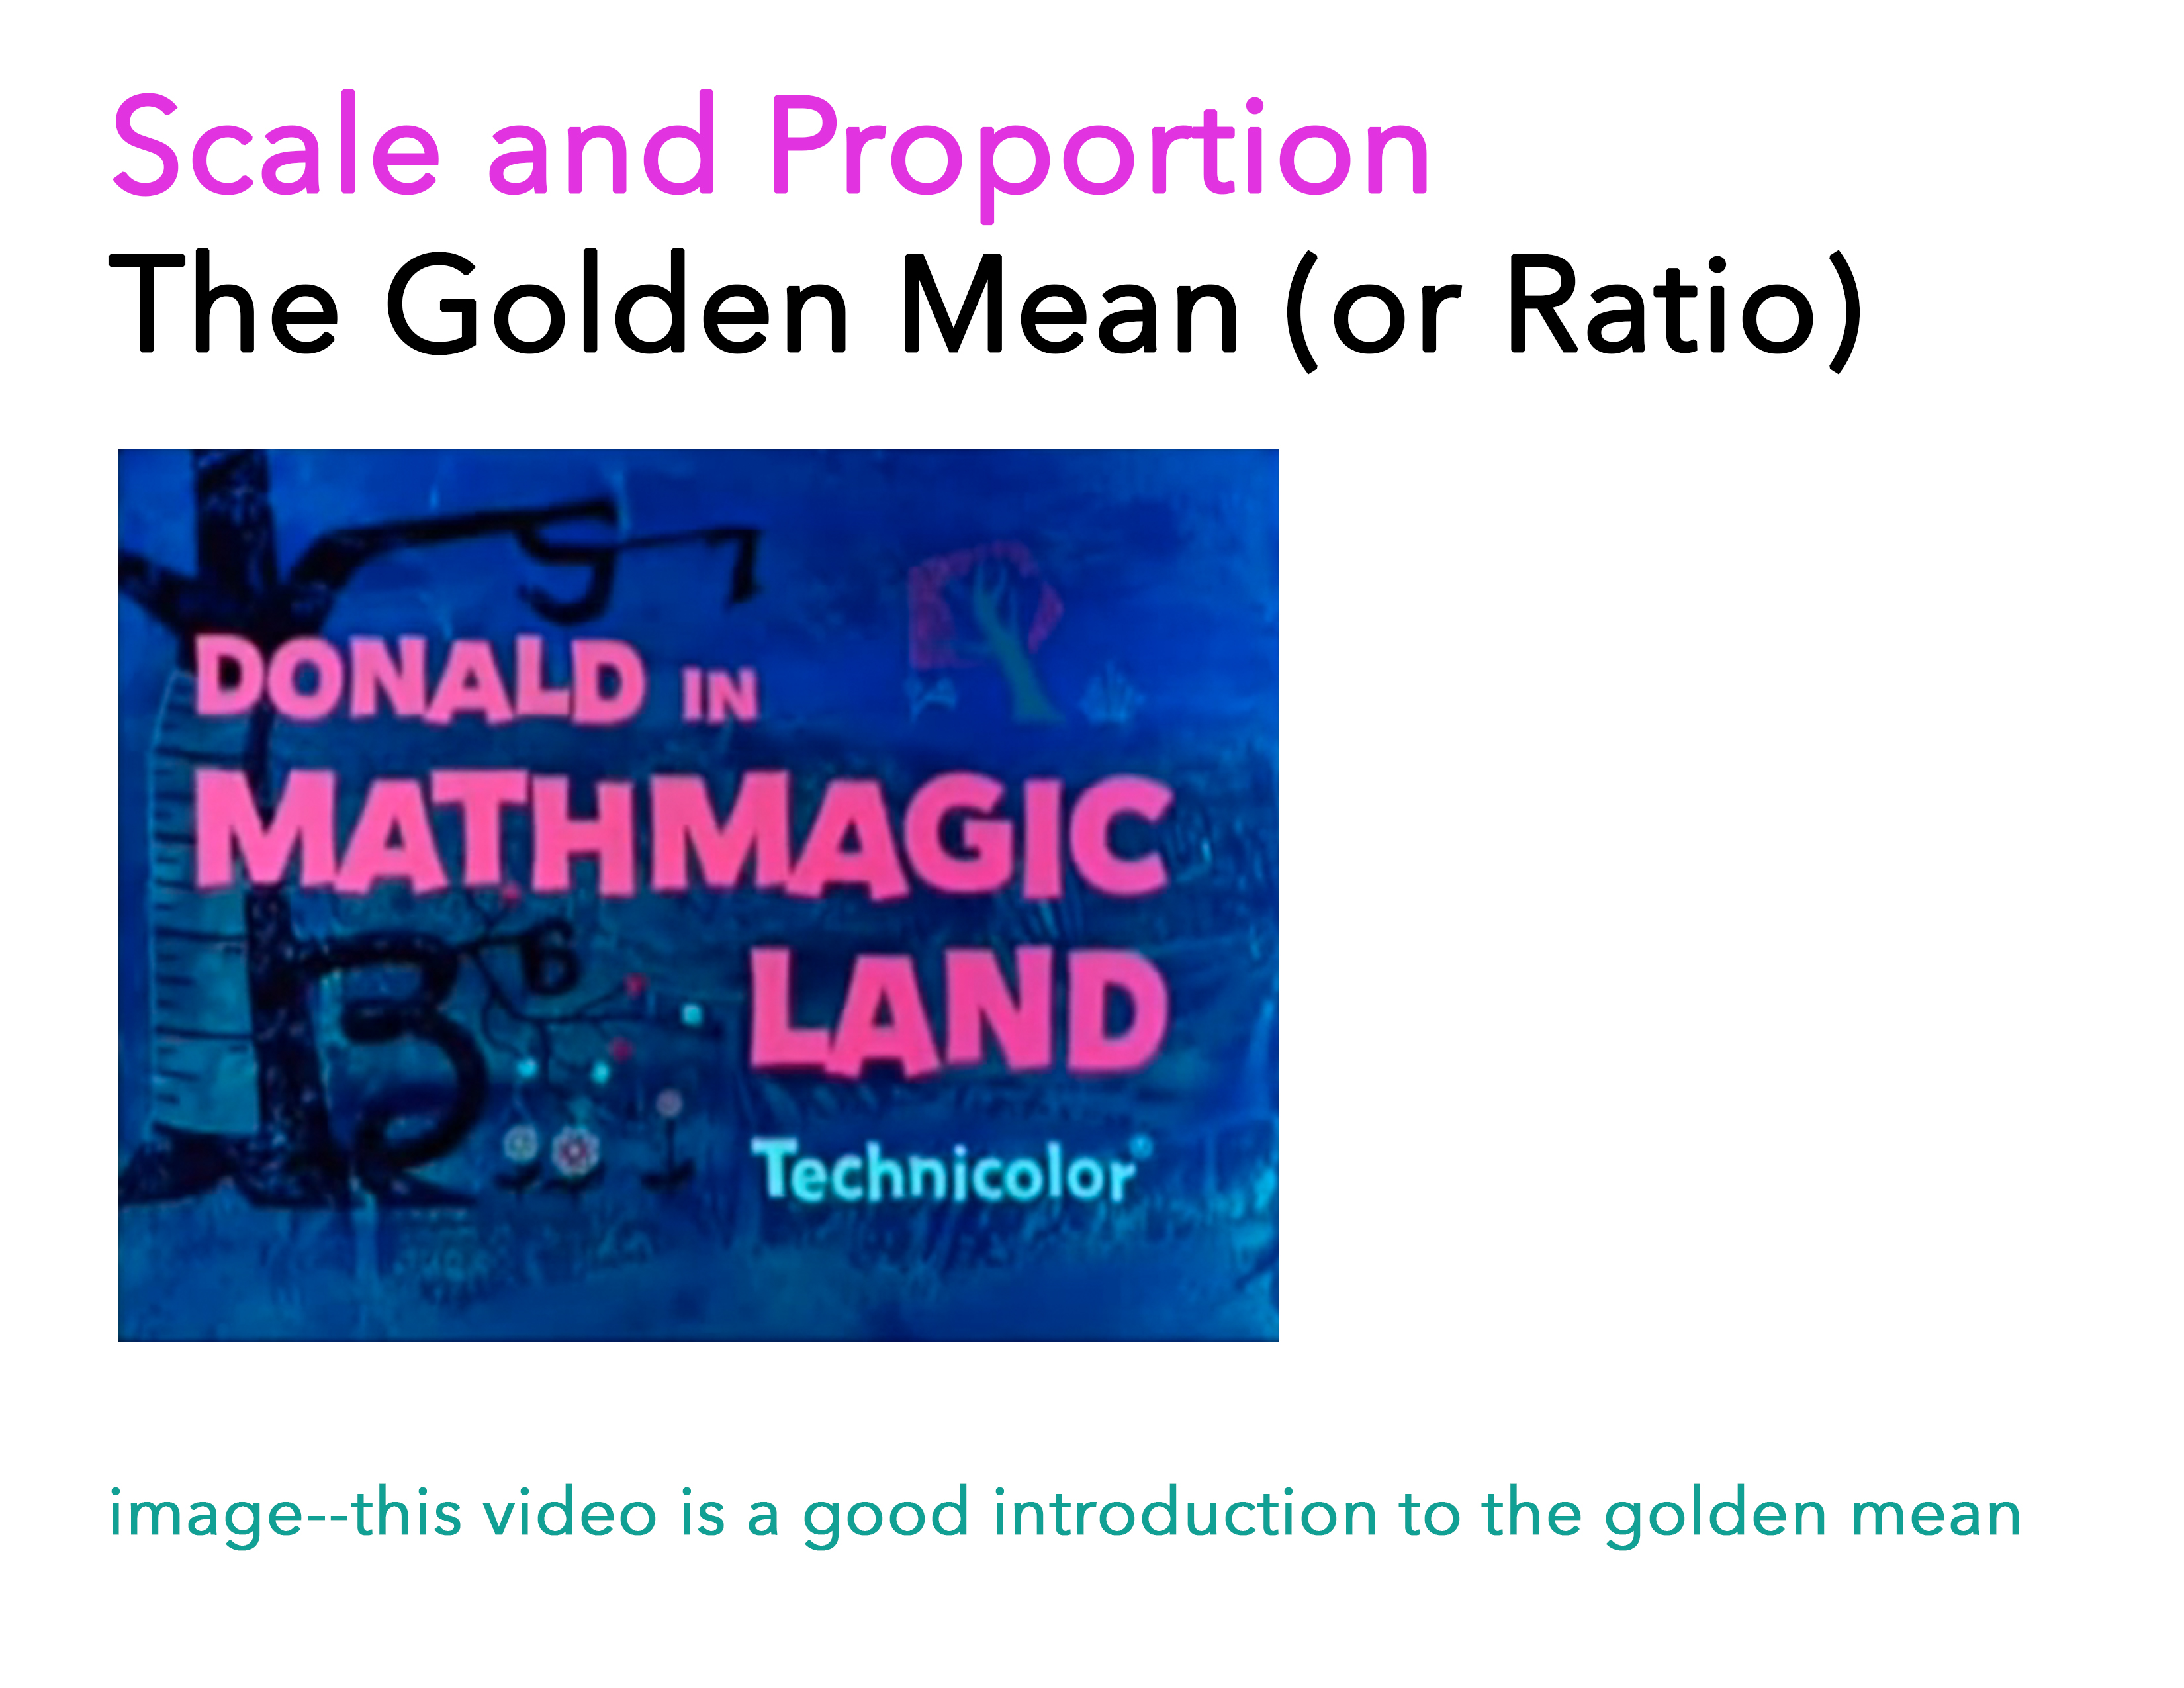 Scale and Proportion
The Golden Mean (or Ratio)
DONALD IN
MATHMAGIC
LAND
Technicolor®
image--this video is a good introduction to the golden mean